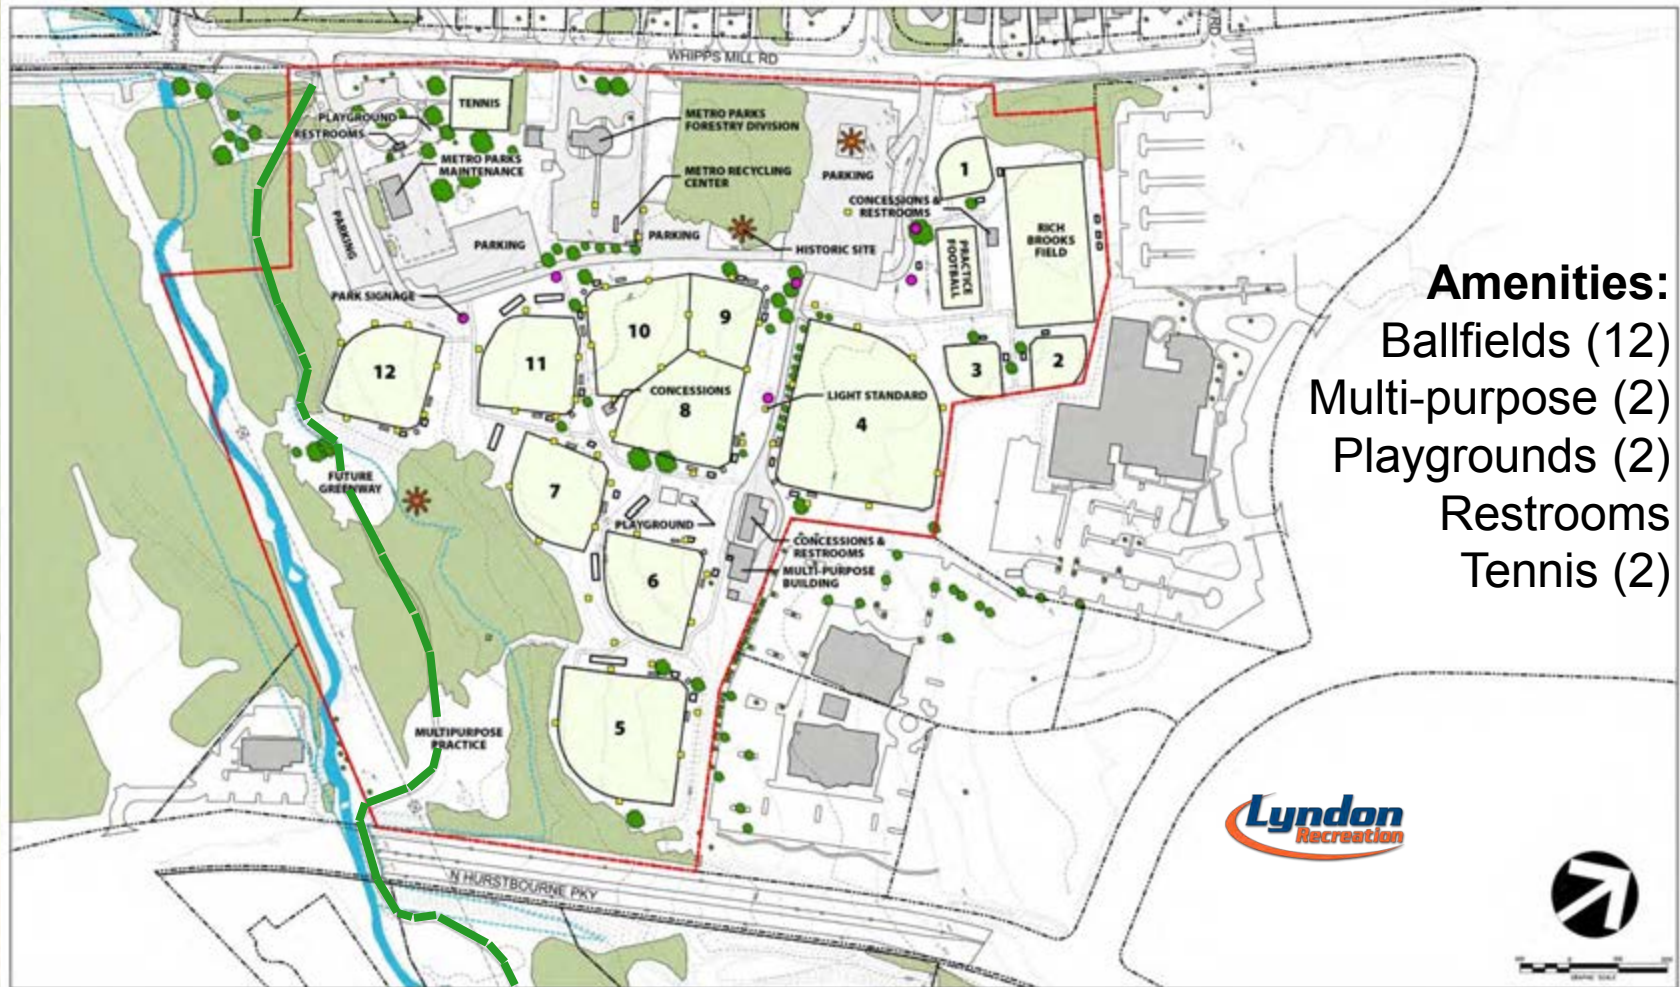 WHIPPS MILL RD
TENNIS
PLAYGROUND
RESTROOMS
METRO PARKS
FORESTRY DIVISION
METRO PARKS
MAINTENANCE
METRO RECYCLING
CENTER
PARKING
1
CONCESSIONS &
RESTROOMS
PARKING
PARKING
PARKING
HISTORIC SITE
PRACTICE
FOOTBALL
RICH
BROOKS
FIELD
PARK SIGNAGE
Amenities:
Ballfields (12)
Multi-purpose (2)
Playgrounds (2)
Restrooms
Tennis (2)
10
9
12
11
3
2
CONCESSIONS
8
LIGHT STANDARD
4
FUTURE
GREENWAY
7
PLAYGROUND
CONCESSIONS &
RESTROOMS
MULTI-PURPOSE
BUILDING
6
5
MULTIPURPOSE
PRACTICE
Lyndon
Recreation
N HURSTBOURNE PKY
GRAPHIC SCALE